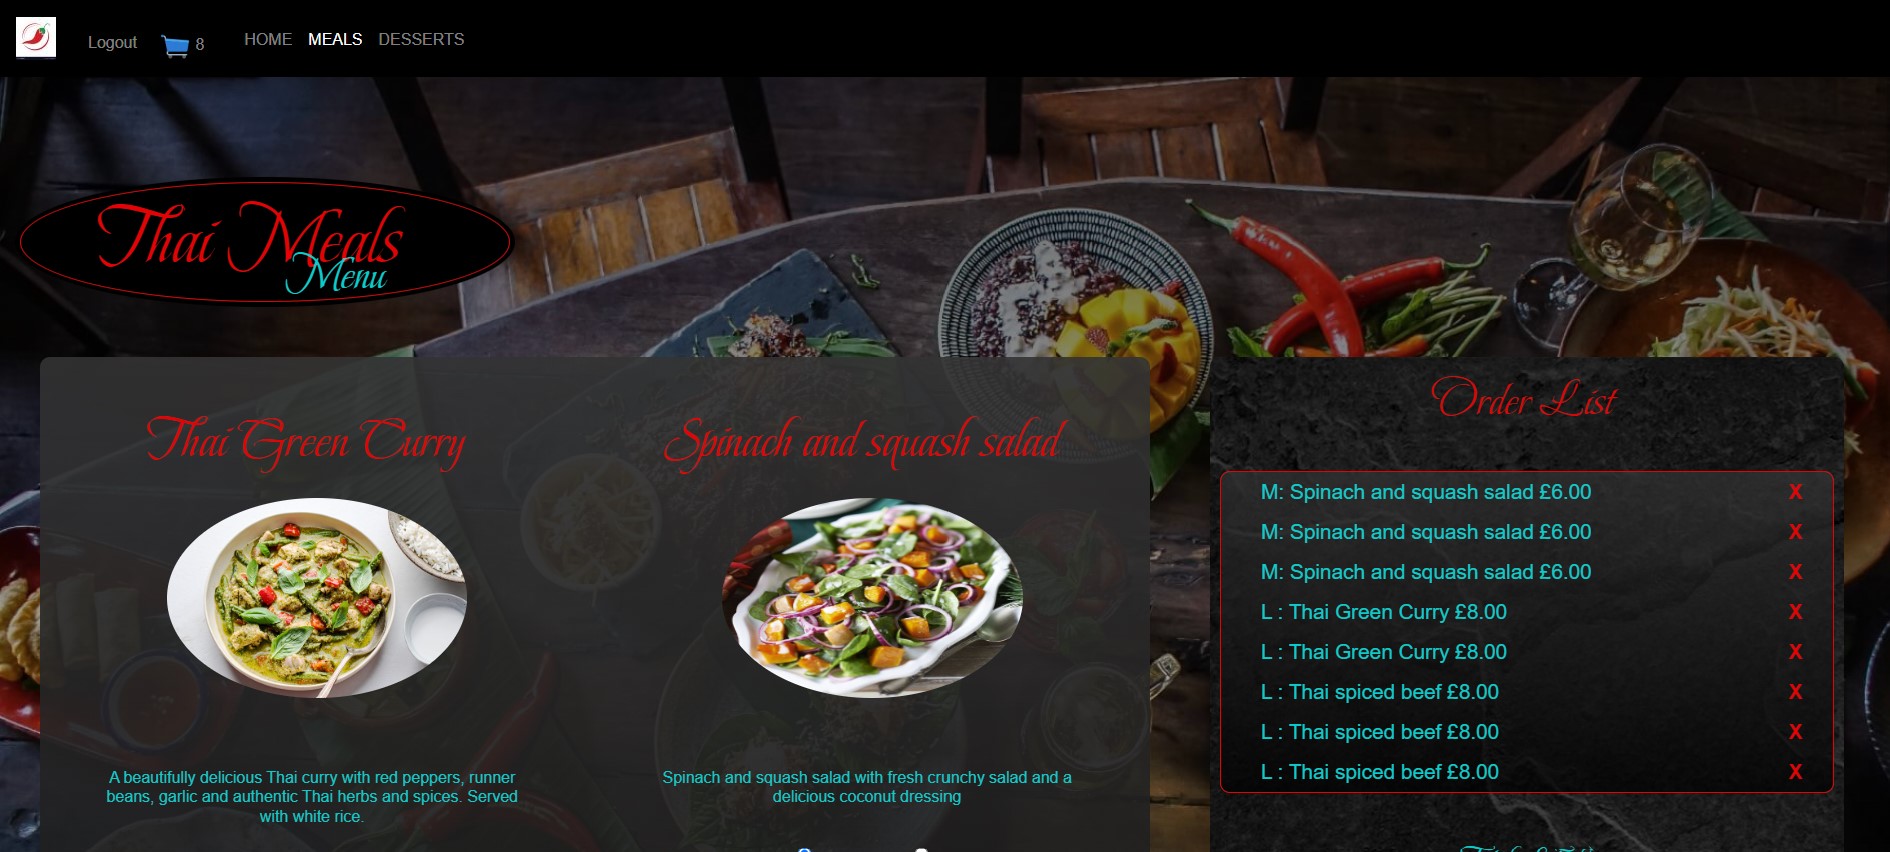 Logout
8
HOME MEALS DESSERTS
Thai Meals
Menu
Thai Green Curry
A beautifully delicious Thai curry with red peppers, runner
beans, garlic and authentic Thai herbs and spices. Served
with white rice.
Spinach and squash salad
Spinach and squash salad with fresh crunchy salad and a
delicious coconut dressing
Order List
M: Spinach and squash salad £6.00 X
M: Spinach and squash salad £6.00 X
M: Spinach and squash salad £6.00 X
L : Thai Green Curry £8.00 X
L : Thai Green Curry £8.00 X
L : Thai spiced beef £8.00 X
L : Thai spiced beef £8.00 X
L : Thai spiced beef £8.00 X